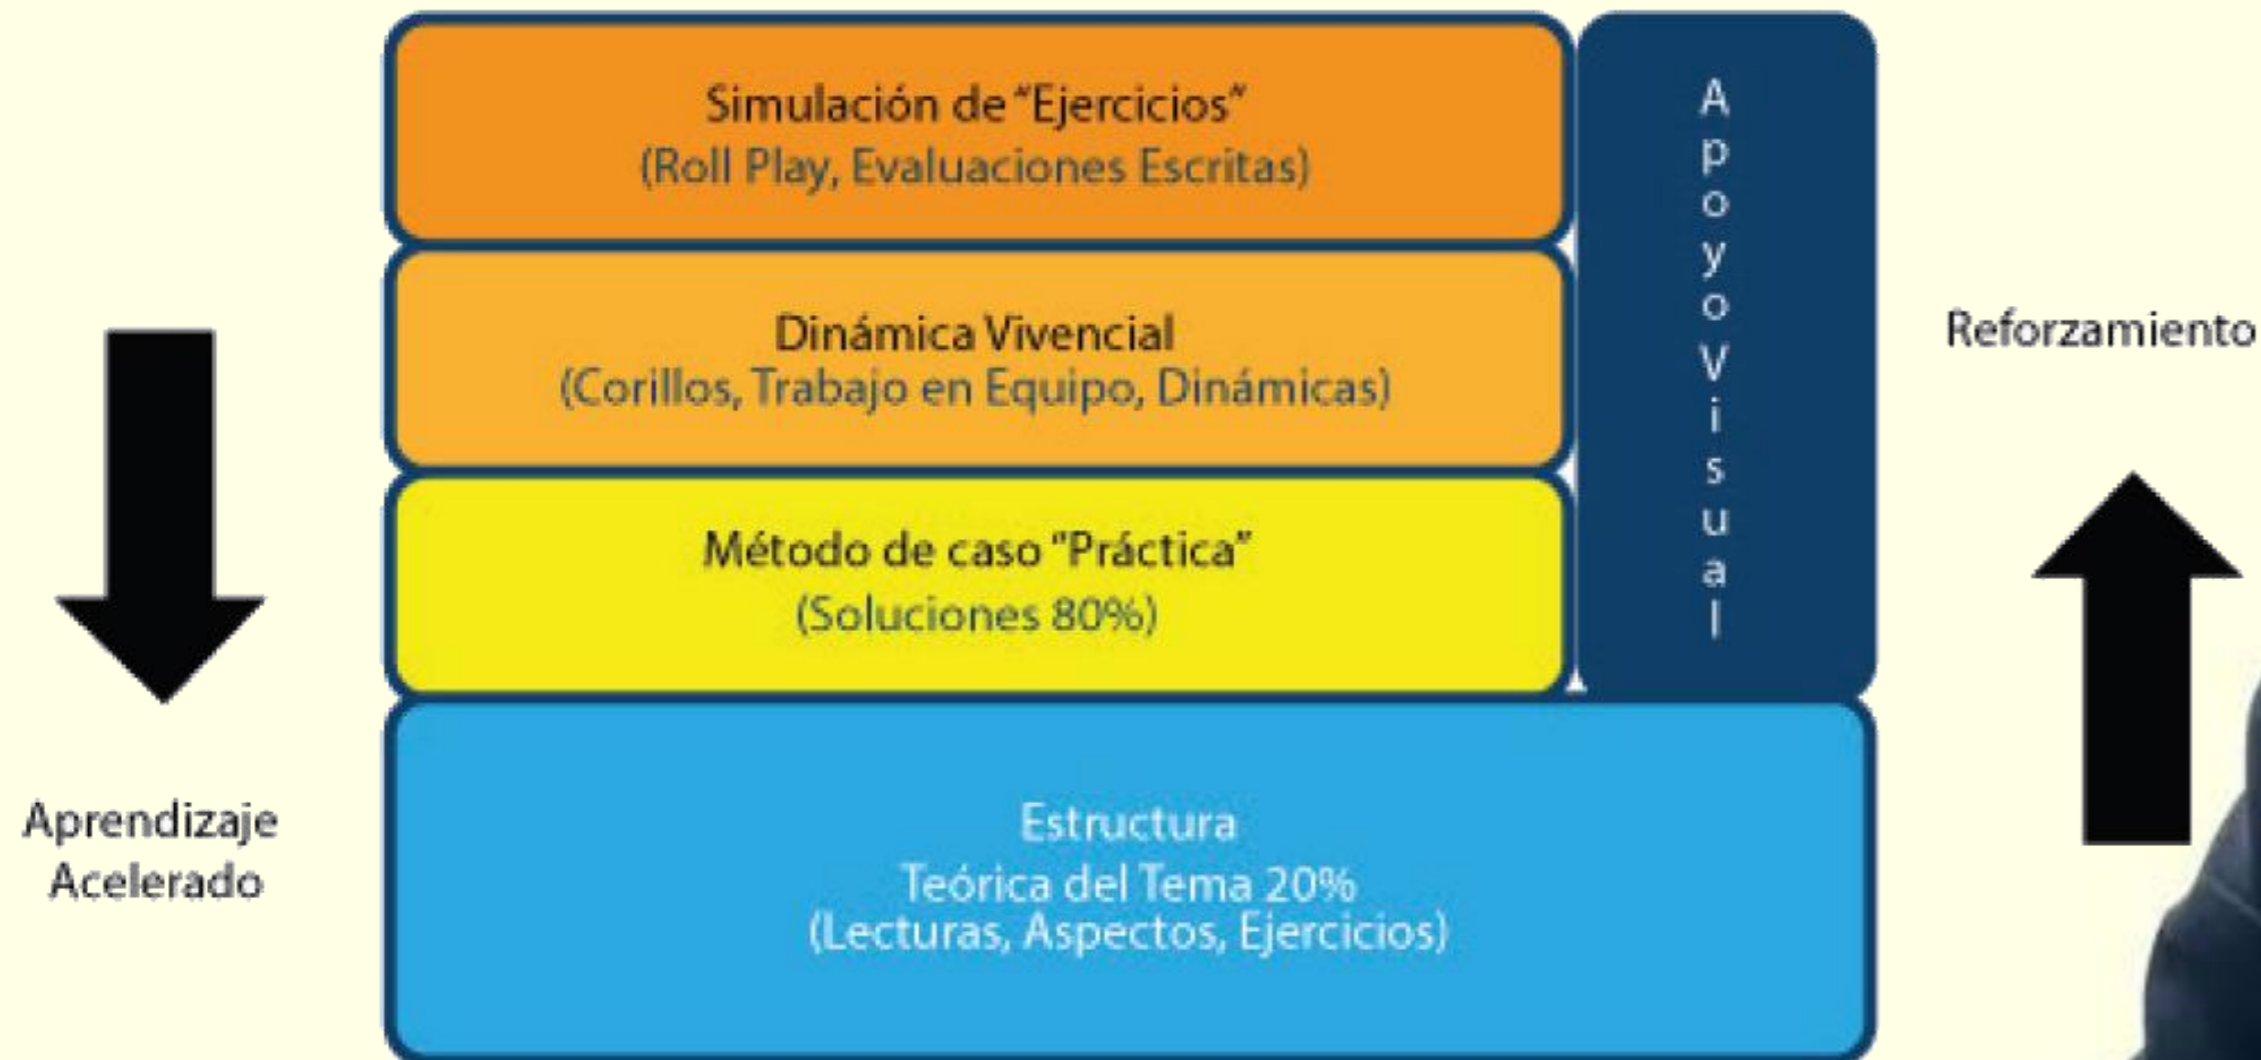 Simulación de “Ejercicios”
(Roll Play, Evaluaciones Escritas)
Dinámica Vivencial
(Corillos, Trabajo en Equipo, Dinámicas)
Método de caso “Práctica”
(Soluciones 80%)
Apoyo Visual
Estructura
Teórica del Tema 20%
(Lecturas, Aspectos, Ejercicios)
Aprendizaje
Acelerado
Reforzamiento